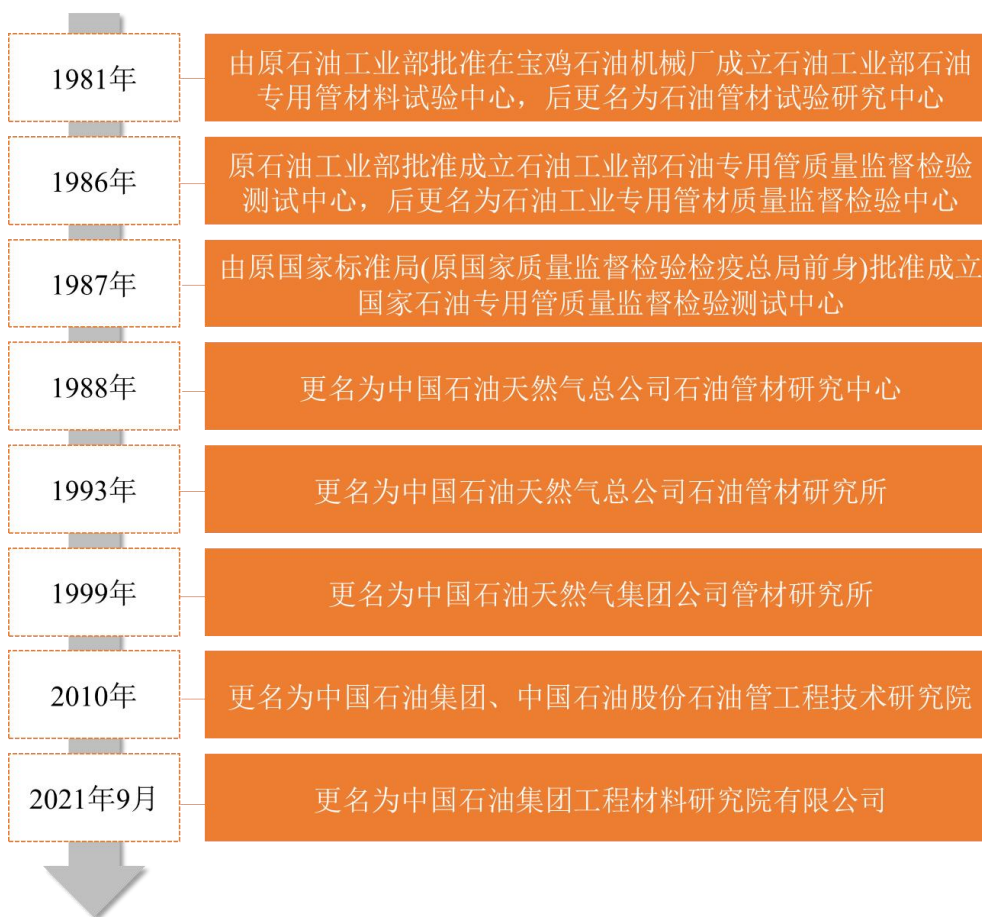 1981年
由原石油工业部批准在宝鸡石油机械厂成立石油工业部石油
专用管材料试验中心，后更名为石油管材试验研究中心
1986年
原石油工业部批准成立石油工业部石油专用管质量监督检验
测试中心，后更名为石油工业专用管材质量监督检验中心
1987年
由原国家标准局(原国家质量监督检验检疫总局前身)批准成立
国家石油专用管质量监督检验测试中心
1988年
更名为中国石油天然气总公司石油管材研究中心
1993年
更名为中国石油天然气总公司石油管材研究所
1999年
更名为中国石油天然气集团公司管材研究所
2010年
更名为中国石油集团、中国石油股份石油管工程技术研究院
2021年9月
更名为中国石油集团工程材料研究院有限公司